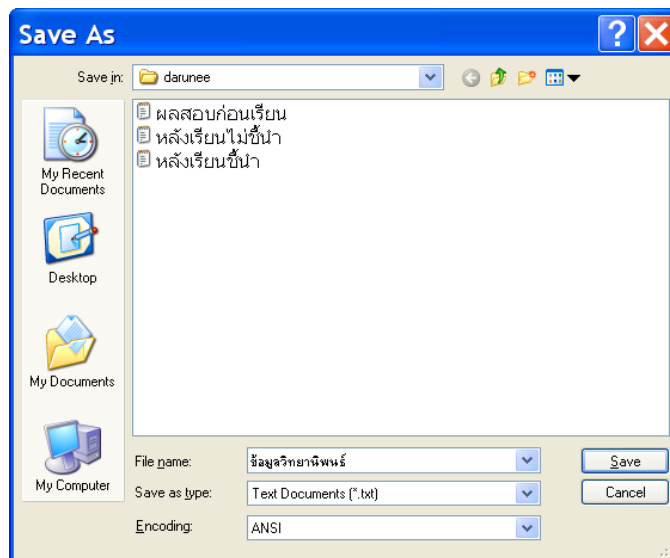 Save As
Save in: darunee
ผลสอบก่อนเรียน
หลังเรียนไม่ชี้นำ
หลังเรียนชี้นำ
My Recent
Documents
Desktop
My Documents
My Computer
File name: ข้อมูลวิทยานิพนธ์ Save
Save as type: Text Documents (*.txt) Cancel
Encoding: ANSI